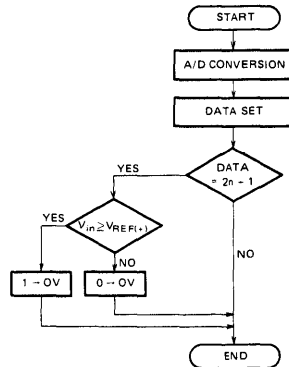 START
A/D CONVERSION
DATA SET
DATA
= 2n - 1
YES
YES
Vin ≥ VREF(+)
NO
NO
1 → OV
0 → OV
END